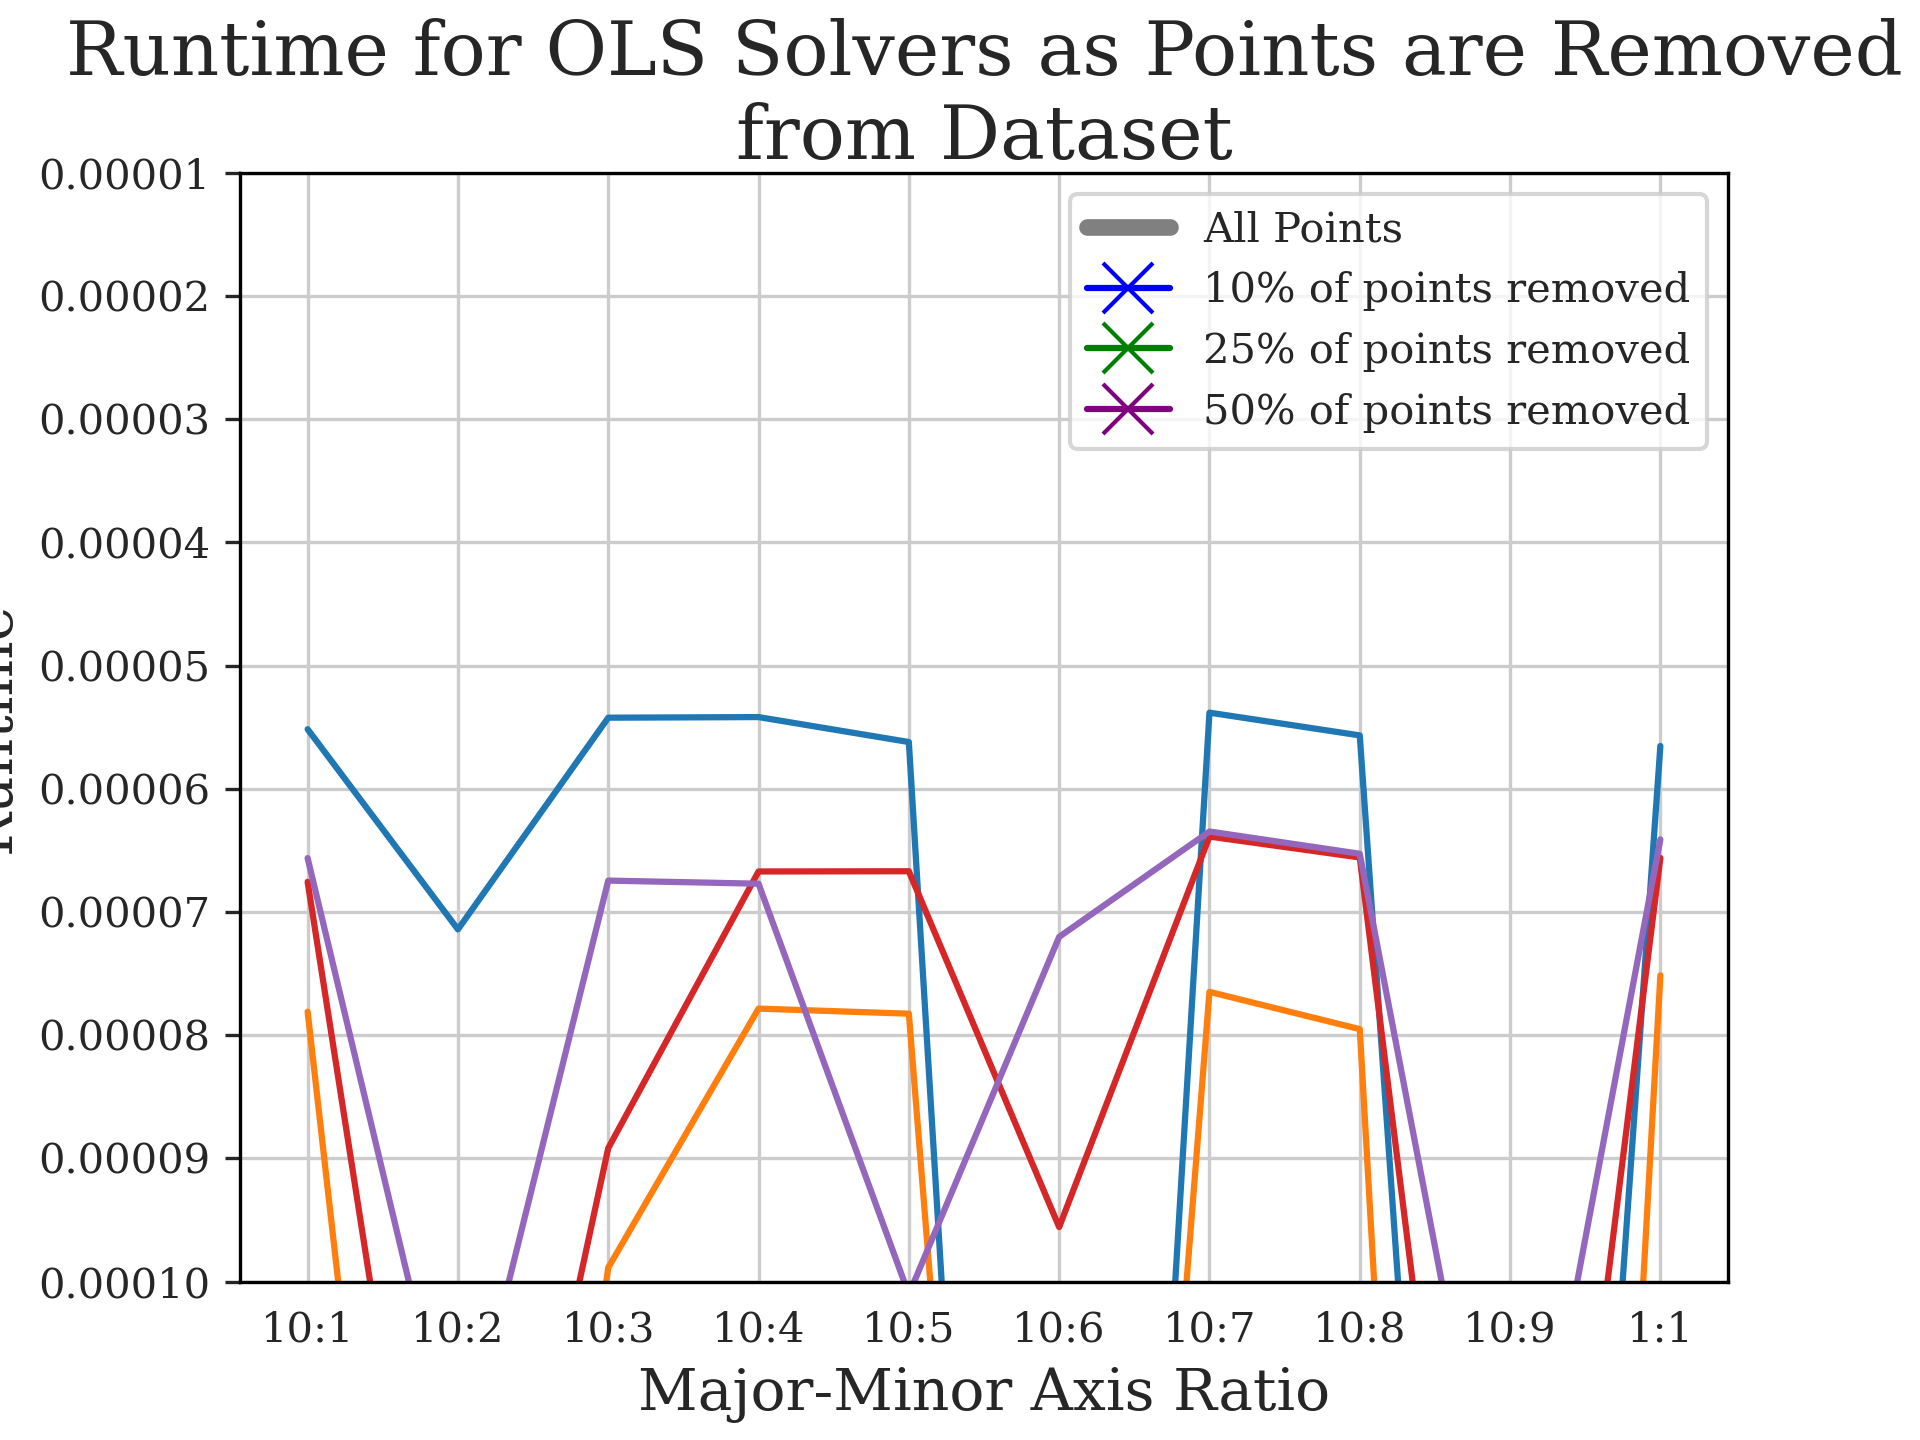 Runtime for OLS Solvers as Points are Removed
from Dataset
0.00001
0.00002
0.00003
0.00004
0.00005
0.00006
0.00007
0.00008
0.00009
0.00010
Runtime
All Points
10% of points removed
25% of points removed
50% of points removed
10:1 10:2 10:3 10:4 10:5 10:6 10:7 10:8 10:9 1:1
Major-Minor Axis Ratio